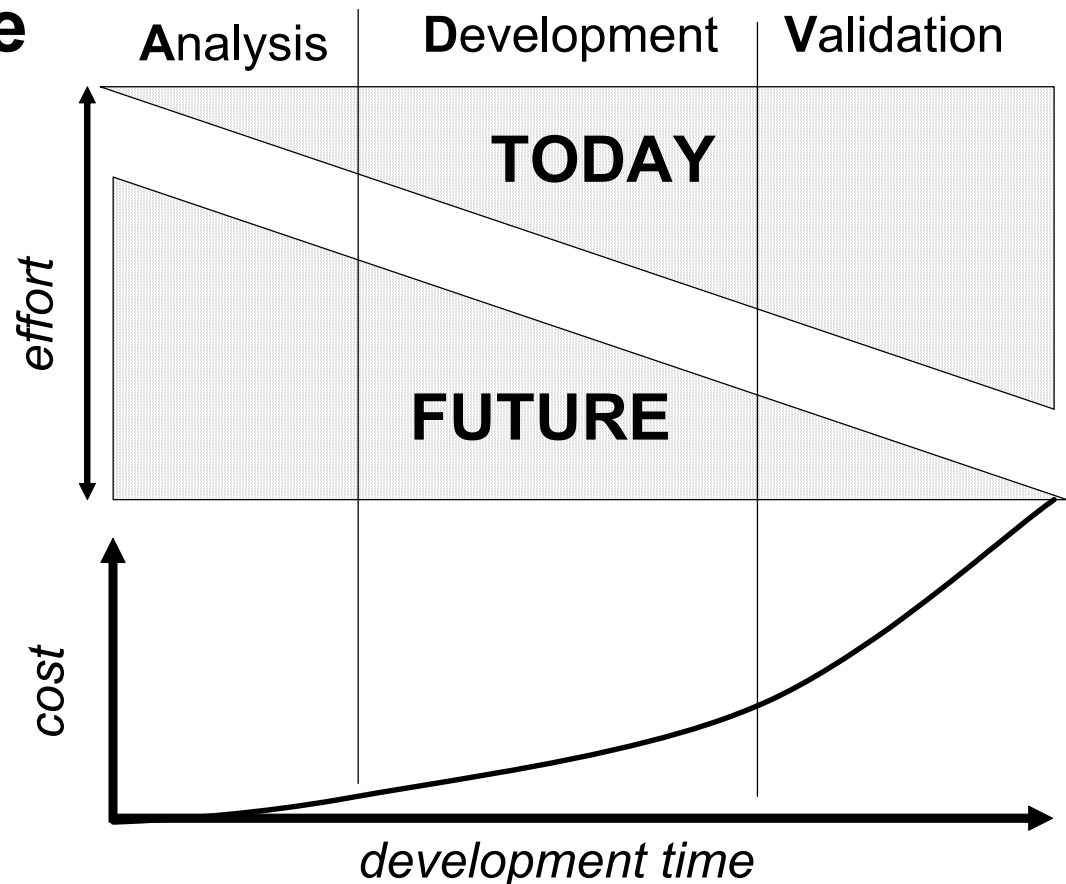 e
Analysis
Development
Validation
TODAY
effort
FUTURE
cost
development time